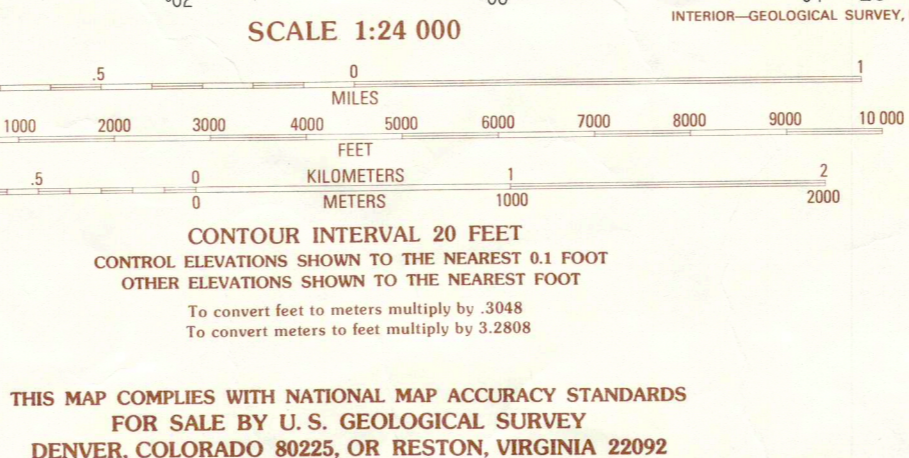 INTERIOR—GEOLOGICAL SURVEY,
SCALE 1:24 000
.5 0 1
MILES
1000 2000 3000 4000 5000 6000 7000 8000 9000 10 000
FEET
.5 0 KILOMETERS 1 2
0 METERS 1000 2000
CONTOUR INTERVAL 20 FEET
CONTROL ELEVATIONS SHOWN TO THE NEAREST 0.1 FOOT
OTHER ELEVATIONS SHOWN TO THE NEAREST FOOT
To convert feet to meters multiply by .3048
To convert meters to feet multiply by 3.2808
THIS MAP COMPLIES WITH NATIONAL MAP ACCURACY STANDARDS
FOR SALE BY U. S. GEOLOGICAL SURVEY
DENVER, COLORADO 80225, OR RESTON, VIRGINIA 22092